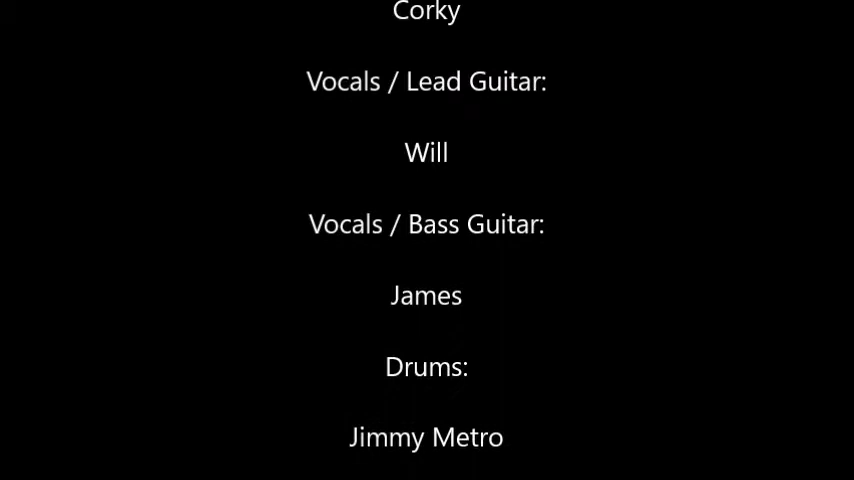 Corky
Vocals / Lead Guitar:
Will
Vocals / Bass Guitar:
James
Drums:
Jimmy Metro